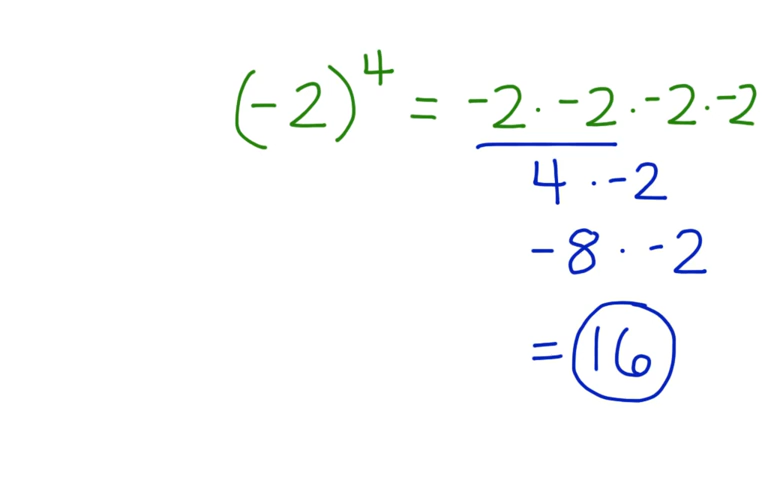 (-2)⁴ = -2 · -2 · -2 · -2
4 · -2
-8 · -2
= 16